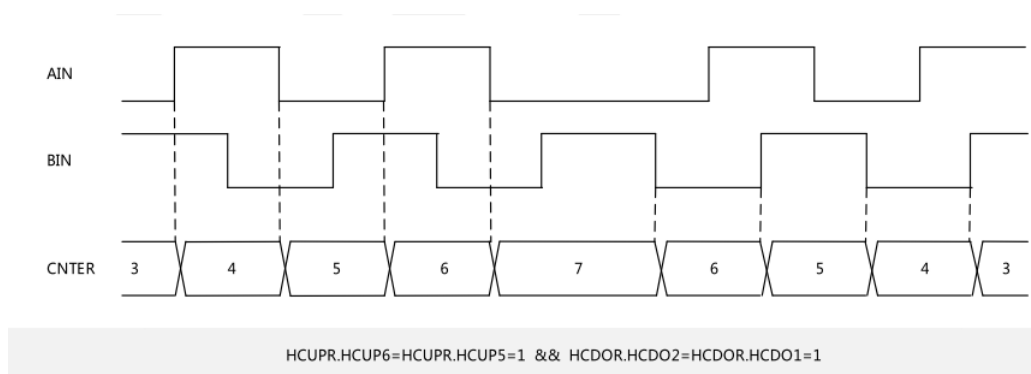 AIN
BIN
CNTER 3 4 5 6 7 6 5 4 3
HCUPR.HCUP6=HCUPR.HCUP5=1 && HCDOR.HCDO2=HCDOR.HCDO1=1